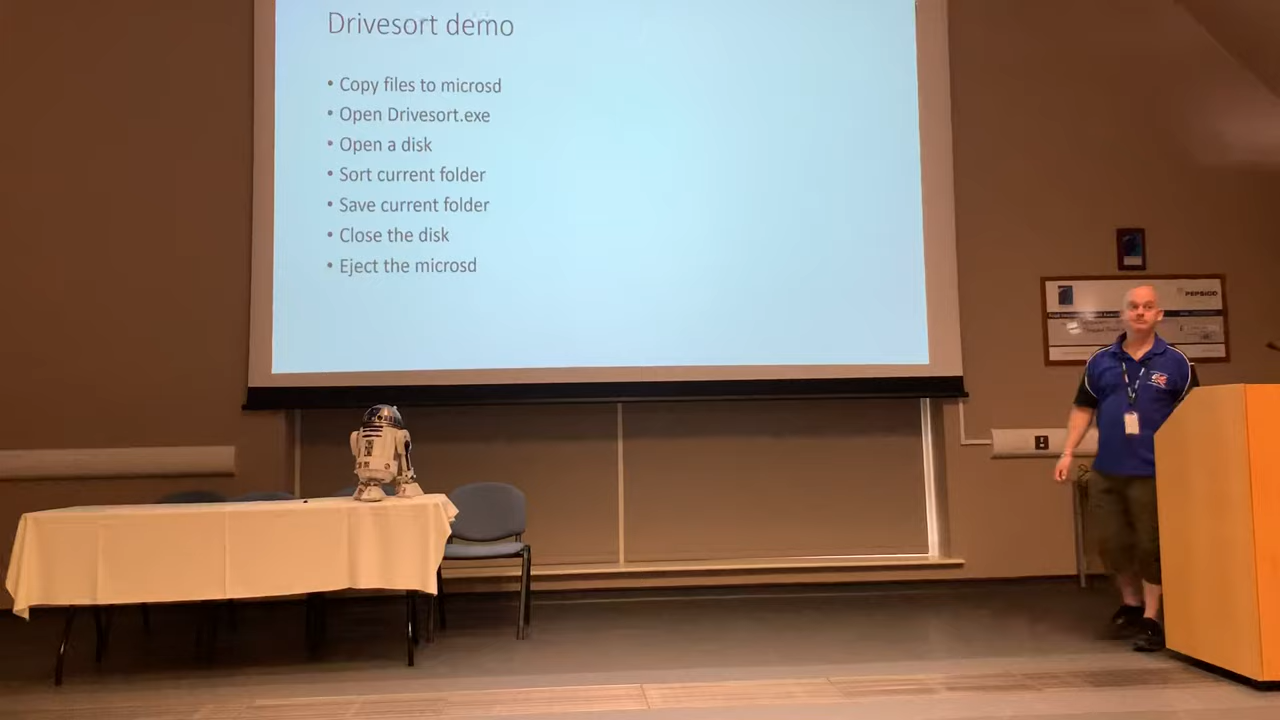 Drivesort demo
• Copy files to microsd
• Open Drivesort.exe
• Open a disk
• Sort current folder
• Save current folder
• Close the disk
• Eject the microsd
PEPSICO